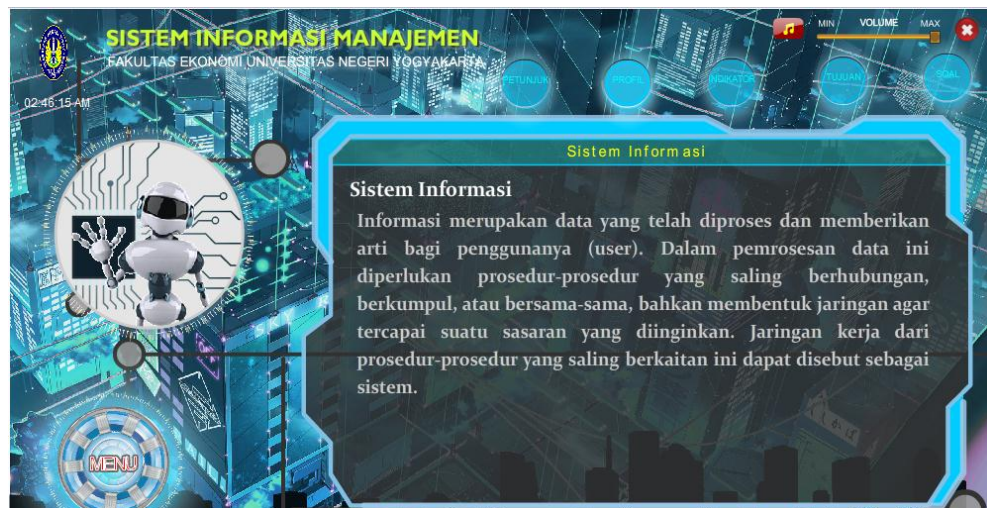 SISTEM INFORMASI MANAJEMEN
FAKULTAS EKONOMI UNIVERSITAS NEGERI YOGYAKARTA
02:46:15 AM
MIN VOLUME MAX
PETUNJUK PROFIL INDIKATOR TUJUAN SOAL
Sistem Informasi
Sistem Informasi
Informasi merupakan data yang telah diproses dan memberikan
arti bagi penggunanya (user). Dalam pemrosesan data ini
diperlukan prosedur-prosedur yang saling berhubungan,
berkumpul, atau bersama-sama, bahkan membentuk jaringan agar
tercapai suatu sasaran yang diinginkan. Jaringan kerja dari
prosedur-prosedur yang saling berkaitan ini dapat disebut sebagai
sistem.
SKY
MENU